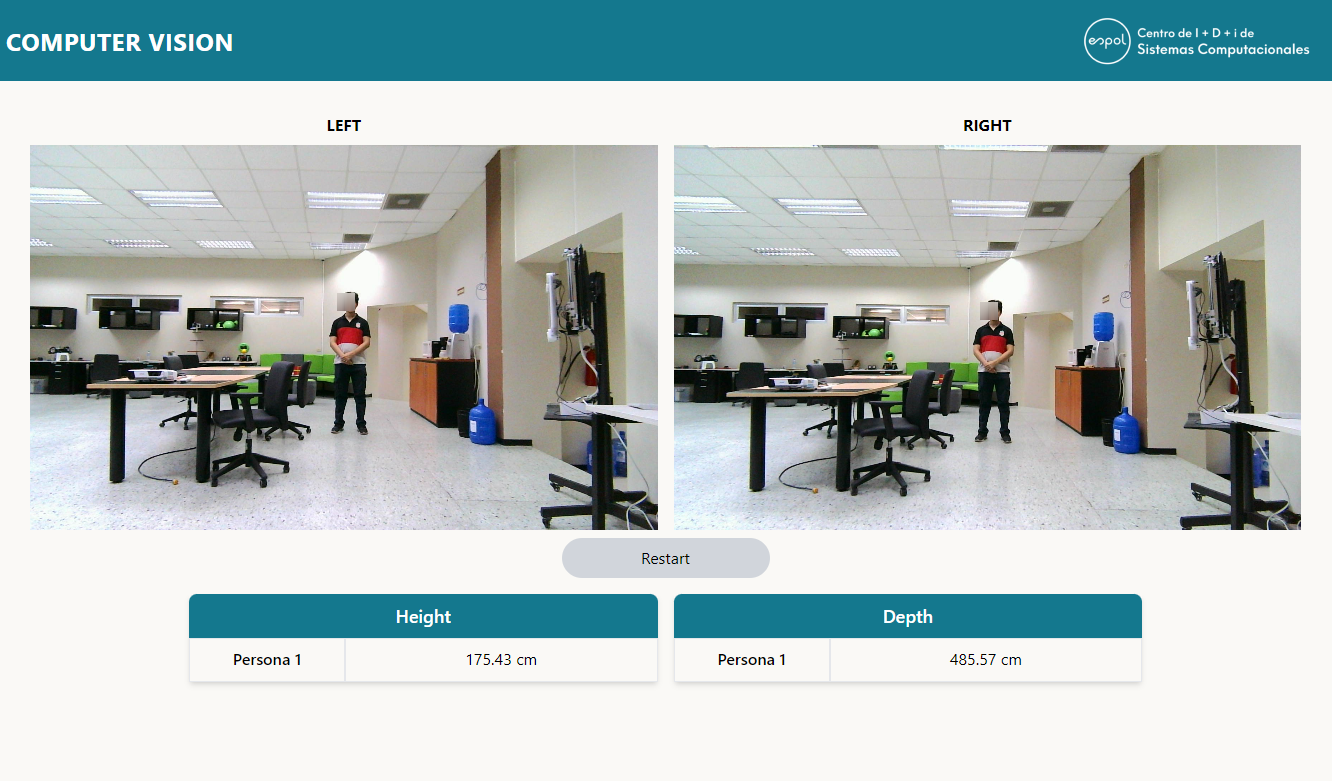 COMPUTER VISION
espol
Centro de I + D + i de
Sistemas Computacionales
LEFT
RIGHT
Restart
Height
Persona 1
175.43 cm
Depth
Persona 1
485.57 cm